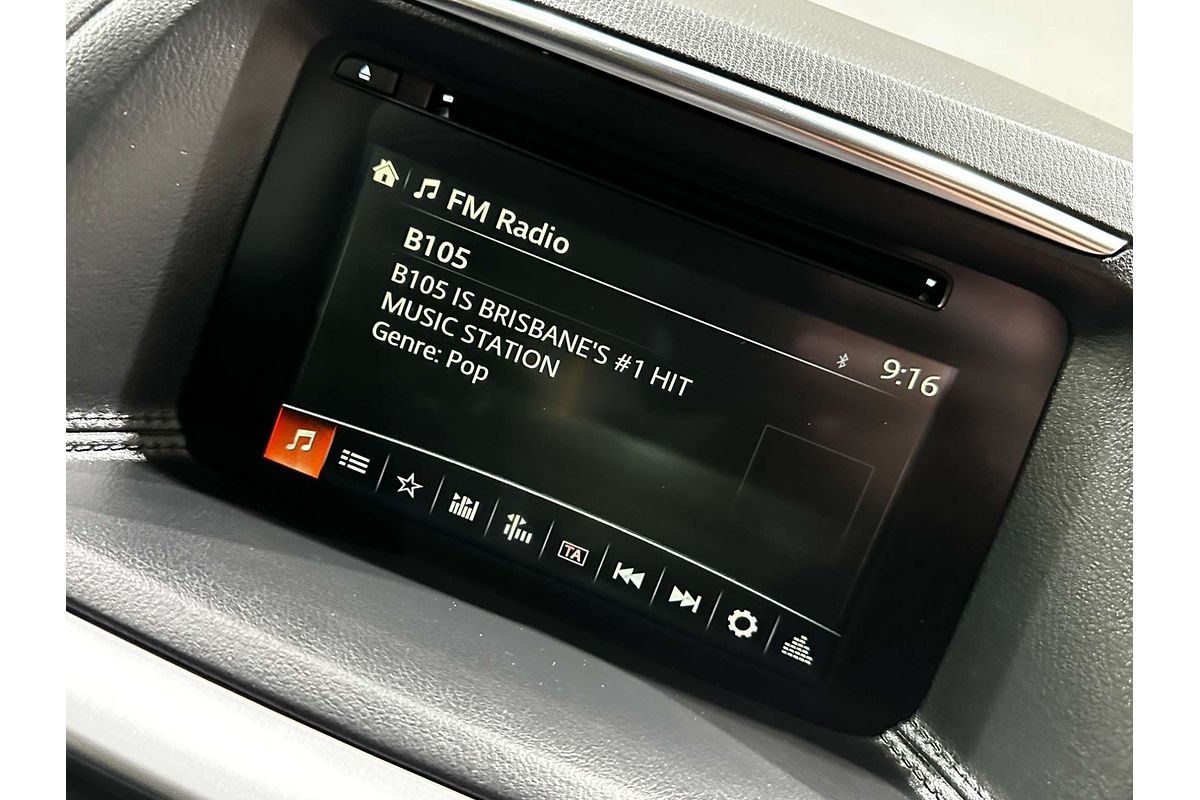 FM Radio
B105
B105 IS BRISBANE'S #1 HIT
MUSIC STATION
Genre: Pop
9:16
TA